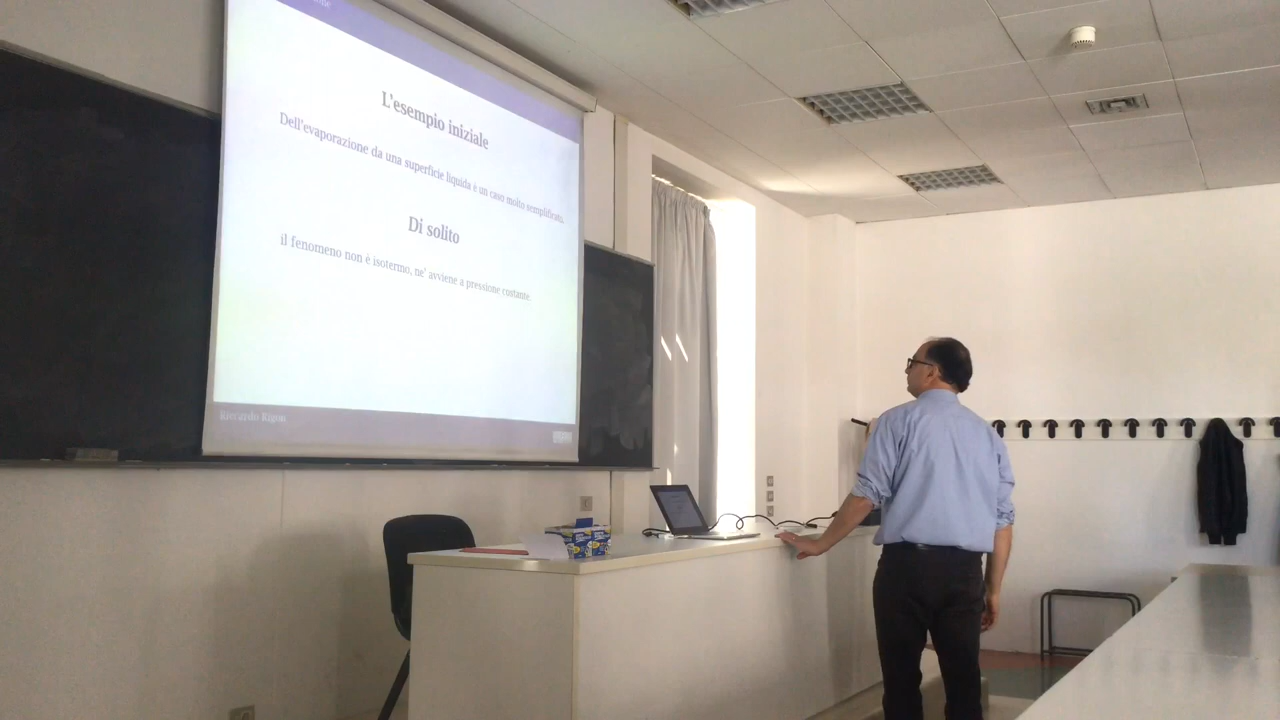 L'esempio iniziale
Dell'evaporazione da una superficie liquida è un caso molto semplificato,
Di solito
il fenomeno non è isotermo, ne' avviene a pressione costante.
Riccardo Rigon